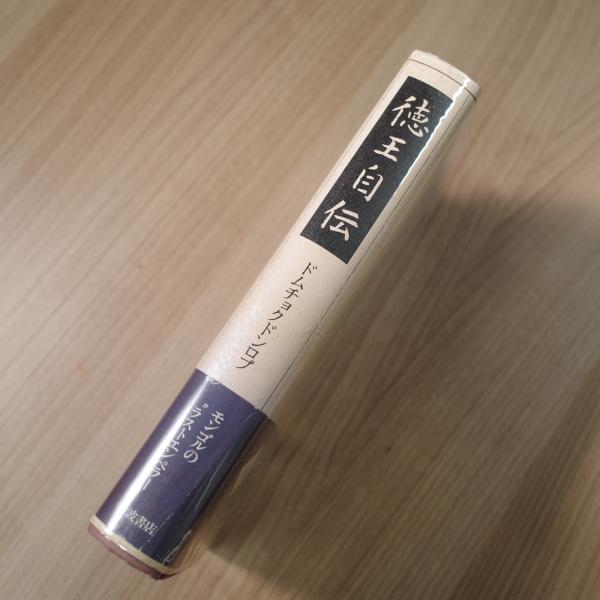 徳王自伝
ドムチョクドンロプ
モンゴルの
〝ラストエンペラー
波書店